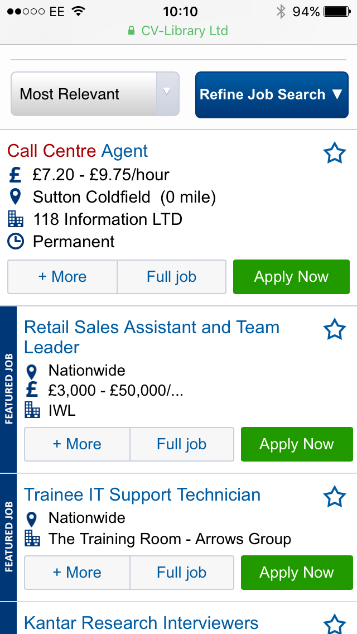 EE 10:10 94%
CV-Library Ltd
Most Relevant Refine Job Search ▼
Call Centre Agent
£7.20 - £9.75/hour
Sutton Coldfield (0 mile)
118 Information LTD
Permanent
+ More Full job Apply Now
FEATURED JOB
Retail Sales Assistant and Team
Leader
Nationwide
£3,000 - £50,000/...
IWL
+ More Full job Apply Now
FEATURED JOB
Trainee IT Support Technician
Nationwide
The Training Room - Arrows Group
+ More Full job Apply Now
Kantar Research Interviewers